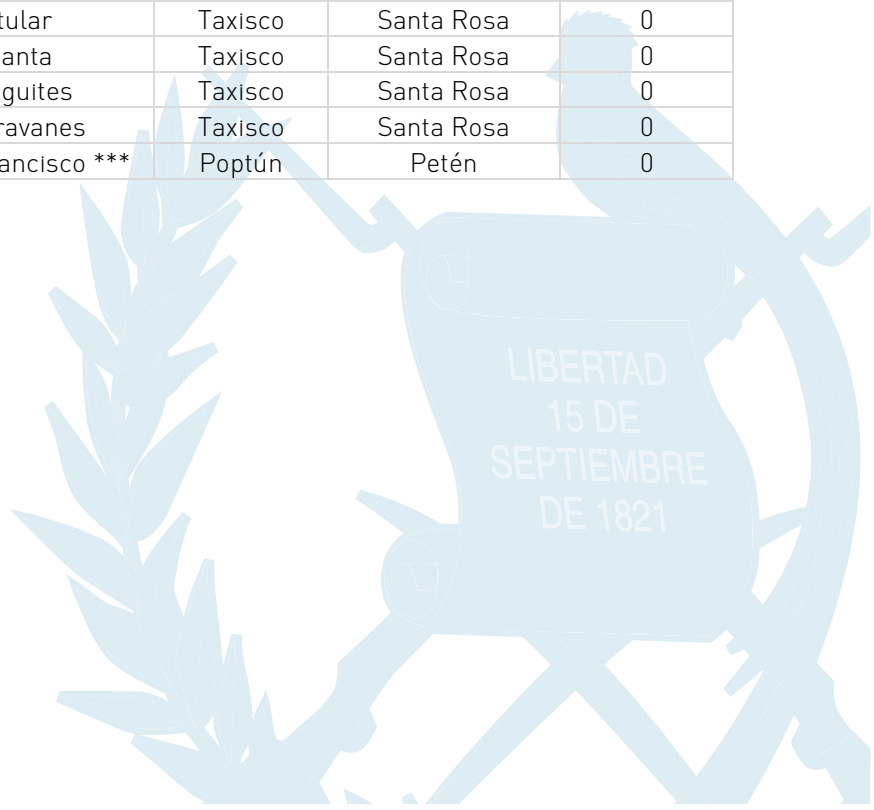 tular Taxisco Santa Rosa 0
anta Taxisco Santa Rosa 0
guites Taxisco Santa Rosa 0
ravanes Taxisco Santa Rosa 0
ancisco *** Poptún Petén 0
LIBERTAD
15 DE
SEPTIEMBRE
DE 1821